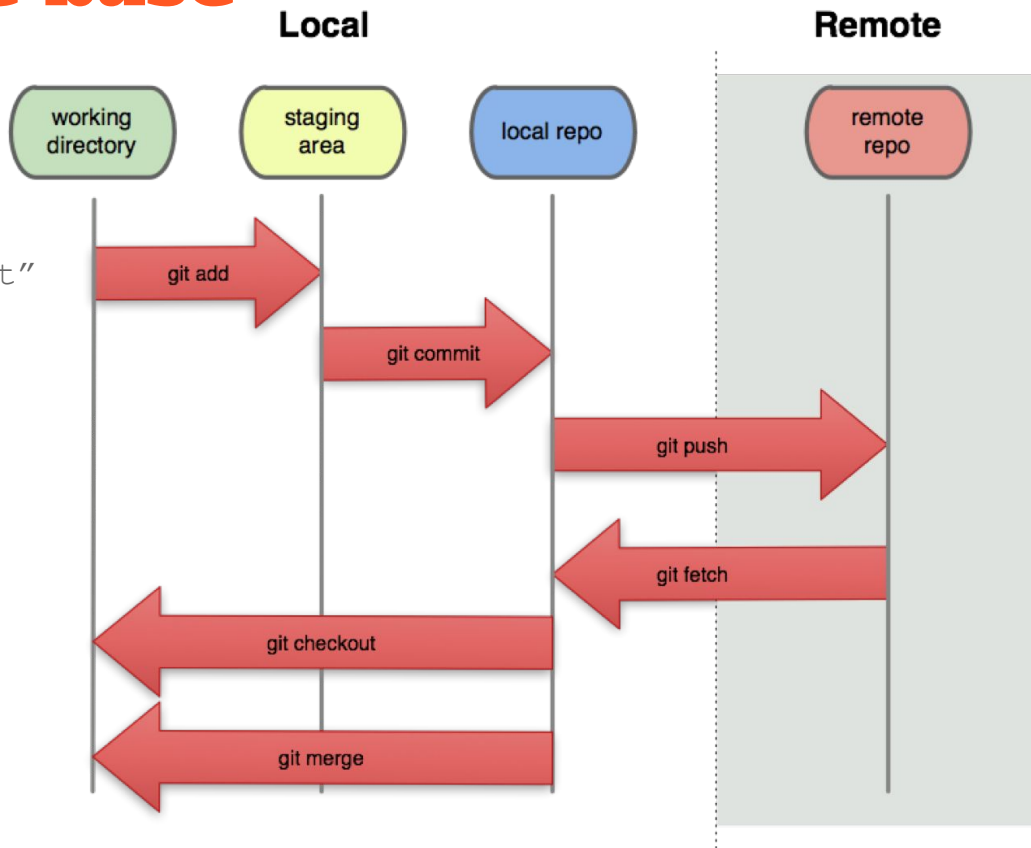 e base
Local
Remote
working
directory
staging
area
local repo
remote
repo
t”
git add
git commit
git push
git fetch
git checkout
git merge